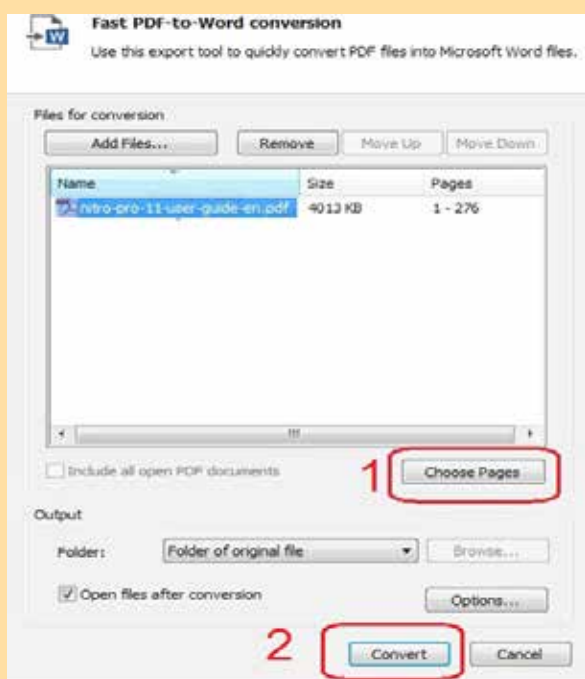 W
Fast PDF-to-Word conversion
Use this export tool to quickly convert PDF files into Microsoft Word files.
Files for conversion
Add Files... Remove Move Up Move Down
Name Size Pages
nitro-pro-11-user-guide-en.pdf 4013 KB 1 - 276
Include all open PDF documents
1 Choose Pages
Output
Folder: Folder of original file Browse...
Open files after conversion
Options...
2 Convert Cancel